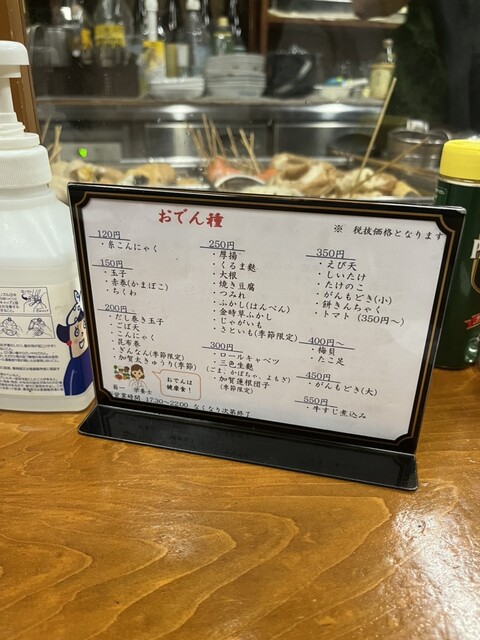 おでん種
※ 税抜価格となります
120円
・糸こんにゃく
150円
・玉子
・赤巻(かまぼこ)
・ちくわ
200円
・だし巻き玉子
・ごぼ天
・こんにゃく
・昆布巻
・ぎんなん(季節限定)
・加賀太きゅうり(季節)
250円
・厚揚
・くるま麩
・大根
・焼き豆腐
・つみれ
・ふかし(はんぺん)
・金時草ふかし
・じゃがいも
・さといも(季節限定)
300円
・ロールキャベツ
・三色生麩
(ごま、かぼちゃ、よもぎ)
・加賀蓮根団子
(季節限定)
350円
・えび天
・しいたけ
・たけのこ
・がんもどき(小)
・餅きんちゃく
・トマト(350円~)
400円~
・梅貝
・たこ足
450円
・がんもどき(大)
550円
・牛すじ煮込み
おでんは
健康食!
営業時間 17:30~22:00 なくなり次第終了